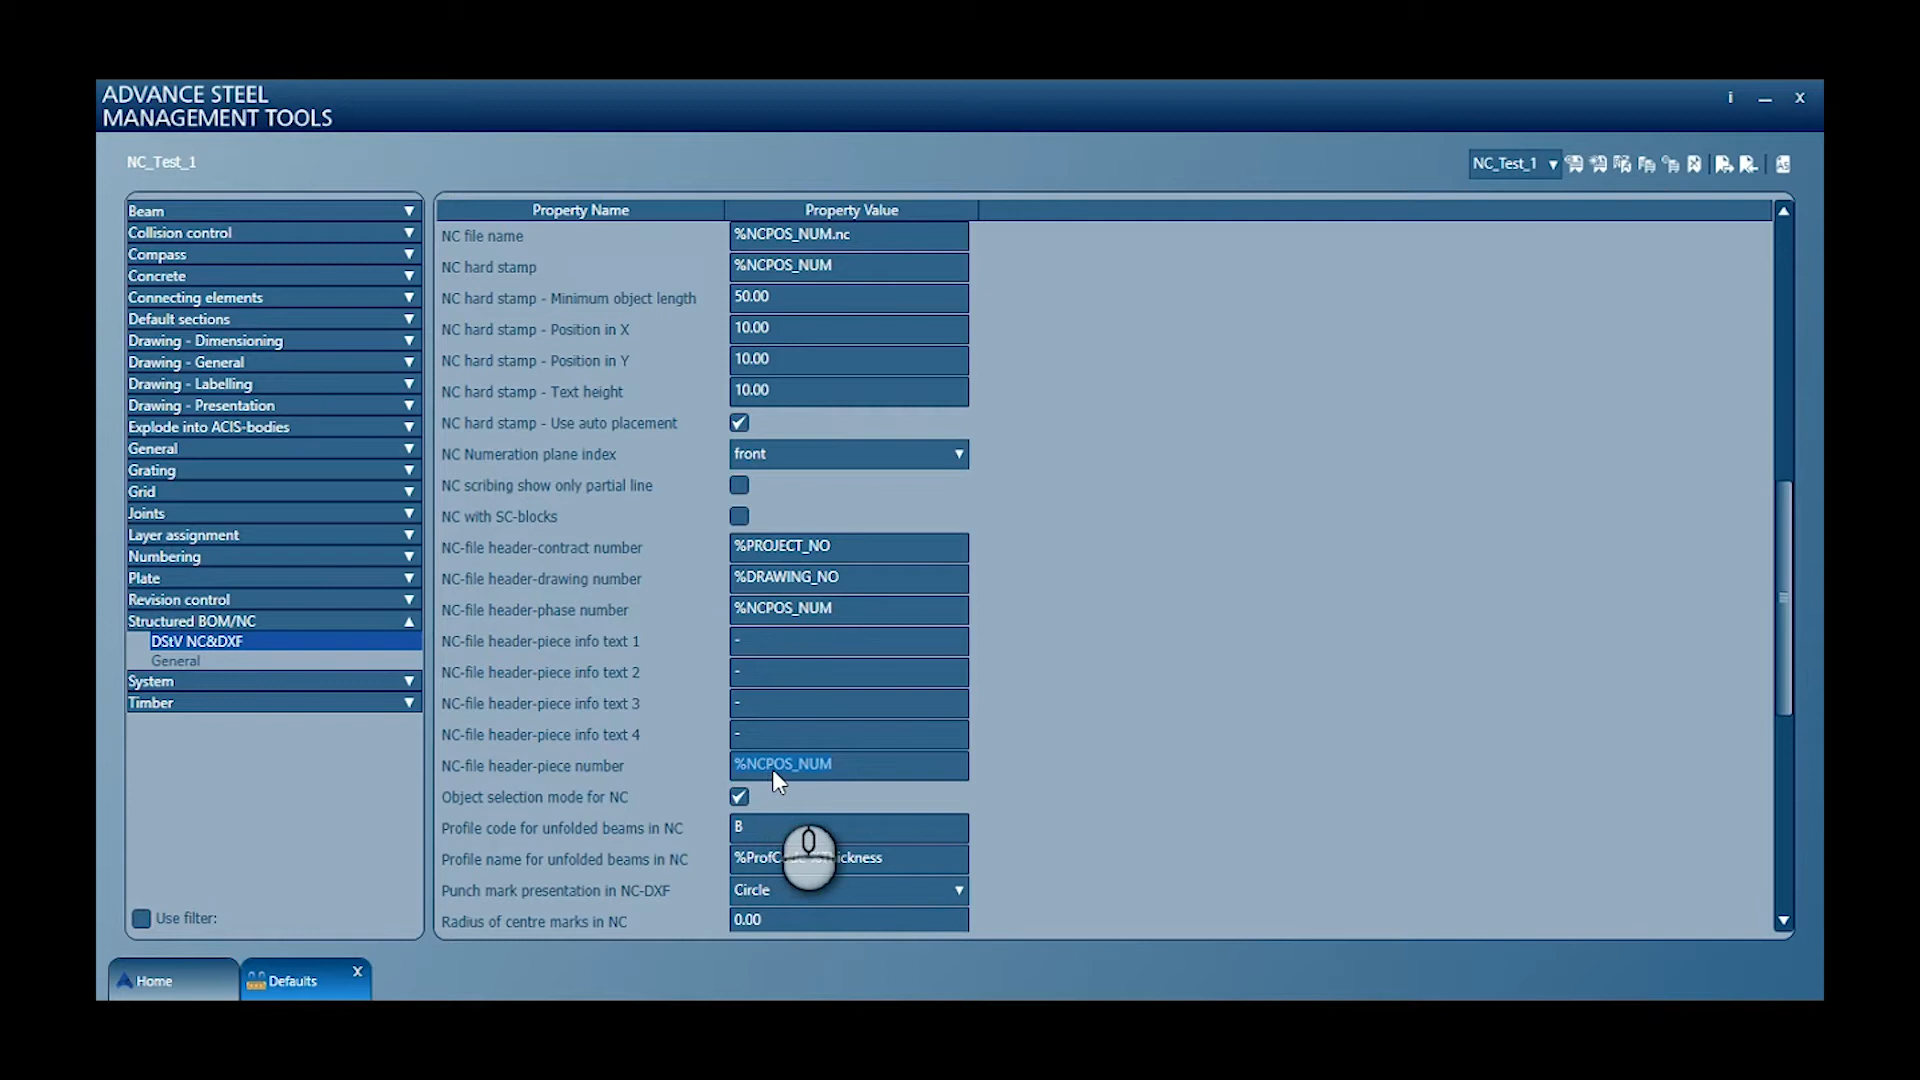 ADVANCE STEEL
MANAGEMENT TOOLS
i
X
NC_Test_1
NC_Test_1
Beam
Collision control
Compass
Concrete
Connecting elements
Default sections
Drawing - Dimensioning
Drawing - General
Drawing - Labelling
Drawing - Presentation
Explode into ACIS-bodies
General
Grating
Grid
Joints
Layer assignment
Numbering
Plate
Revision control
Structured BOM/NC
DStV NC&DXF
General
System
Timber
Use filter:
Property Name Property Value
NC file name %NCPOS_NUM.nc
NC hard stamp %NCPOS_NUM
NC hard stamp - Minimum object length 50.00
NC hard stamp - Position in X 10.00
NC hard stamp - Position in Y 10.00
NC hard stamp - Text height 10.00
NC hard stamp - Use auto placement
NC Numeration plane index front
NC scribing show only partial line
NC with SC-blocks
NC-file header-contract number %PROJECT_NO
NC-file header-drawing number %DRAWING_NO
NC-file header-phase number %NCPOS_NUM
NC-file header-piece info text 1 -
NC-file header-piece info text 2 -
NC-file header-piece info text 3 -
NC-file header-piece info text 4 -
NC-file header-piece number %NCPOS_NUM
Object selection mode for NC
Profile code for unfolded beams in NC B
Profile name for unfolded beams in NC
Punch mark presentation in NC-DXF Circle
Radius of centre marks in NC 0.00
Home
Defaults
X